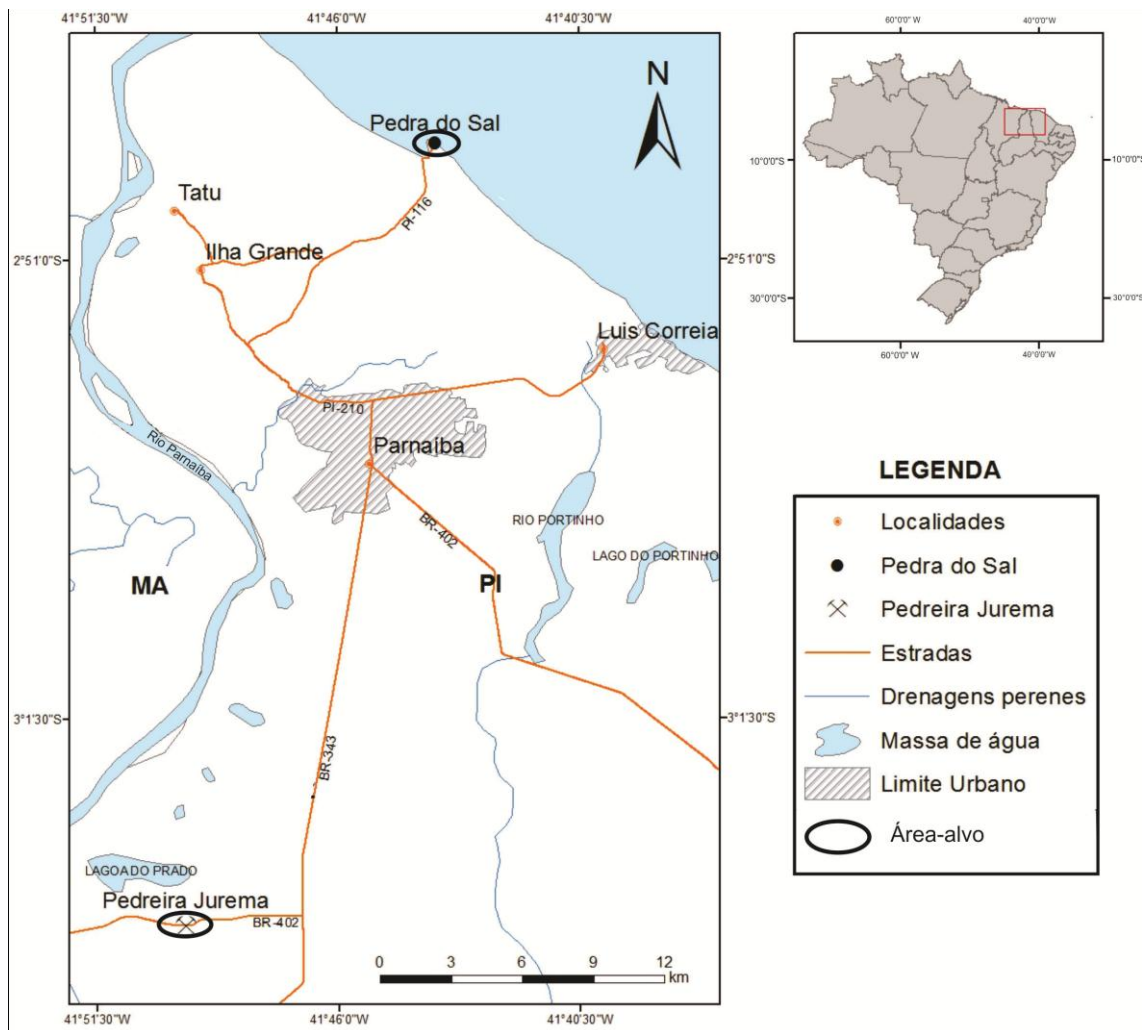 41°51'30"W 41°46'0"W 41°40'30"W
N
Pedra do Sal
Tatu
PI-116
Ilha Grande
2°51'0"S 2°51'0"S
Luis Correia
PI-210
Parnaíba
Rio Parnaíba
BR-402
RIO PORTINHO
LAGO DO PORTINHO
MA PI
3°1'30"S 3°1'30"S
BR-343
LAGOA DO PRADO
Pedreira Jurema
BR-402
0 3 6 9 12
km
41°51'30"W 41°46'0"W 41°40'30"W
60°0'0"W 40°0'0"W
10°0'0"S 10°0'0"S
30°0'0"S 30°0'0"S
60°0'0"W 40°0'0"W
LEGENDA
Localidades
Pedra do Sal
Pedreira Jurema
Estradas
Drenagens perenes
Massa de água
Limite Urbano
Área-alvo